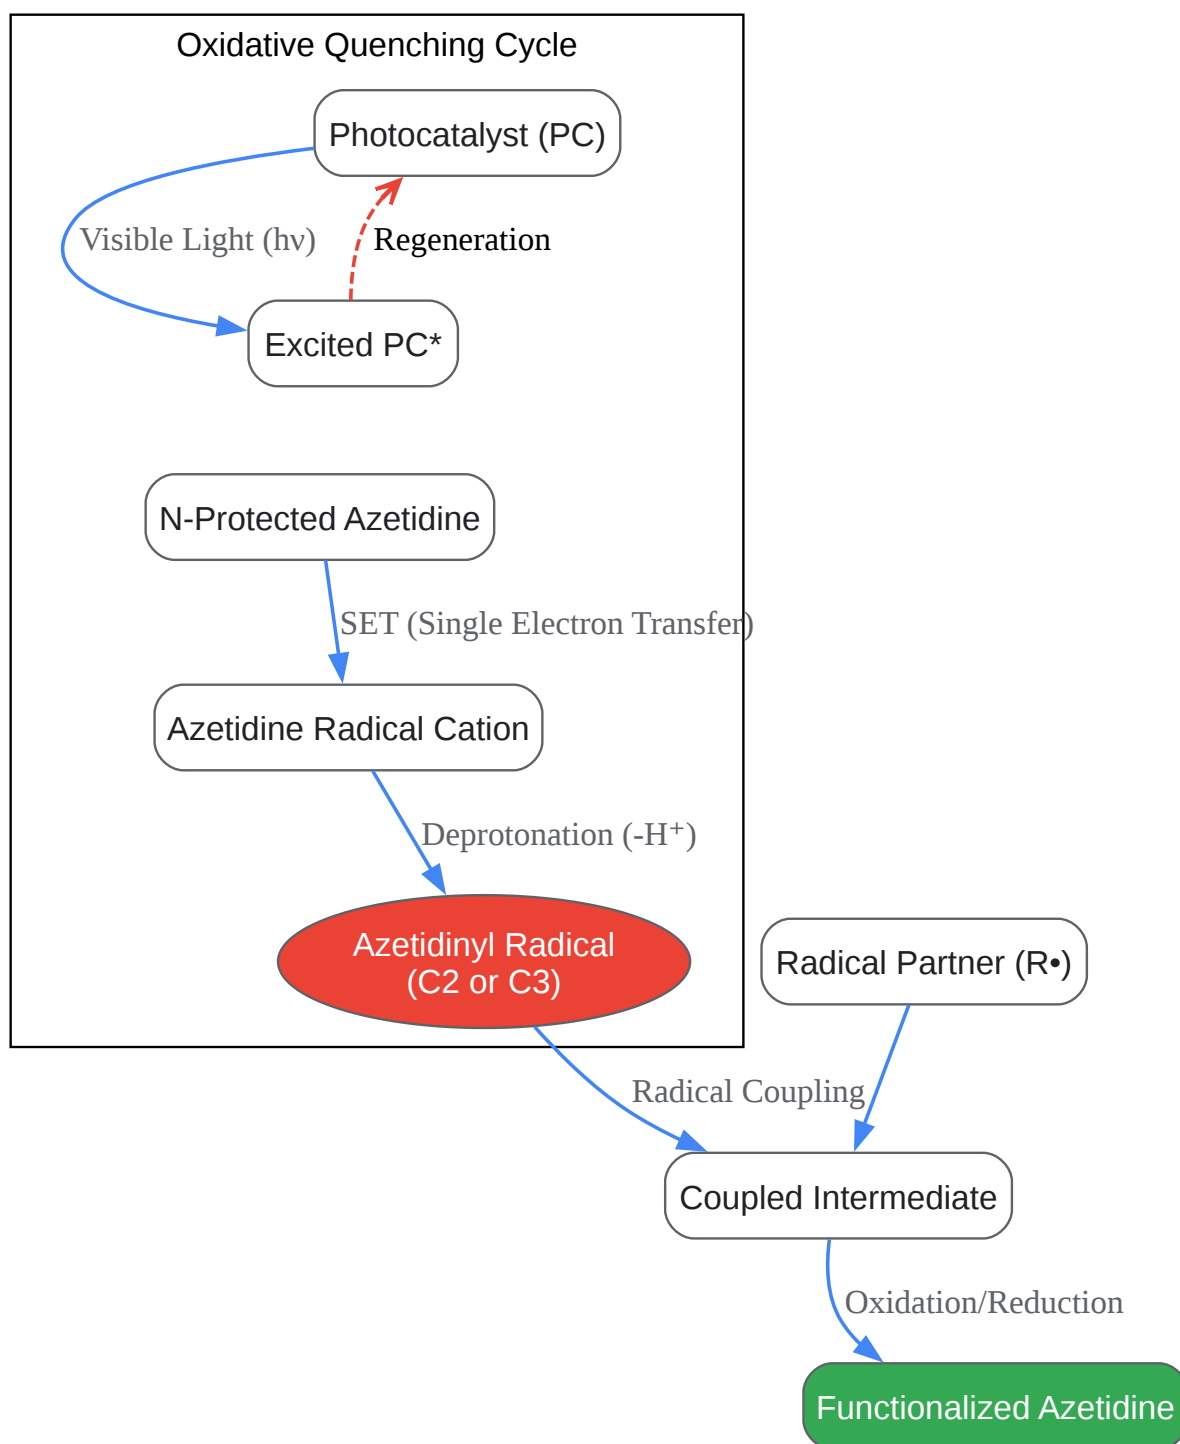 Oxidative Quenching Cycle
Photocatalyst (PC)
Visible Light (hν)
Regeneration
Excited PC*
N-Protected Azetidine
SET (Single Electron Transfer)
Azetidine Radical Cation
Deprotonation (-H⁺)
Azetidinyl Radical
(C2 or C3)
Radical Partner (R•)
Radical Coupling
Coupled Intermediate
Oxidation/Reduction
Functionalized Azetidine